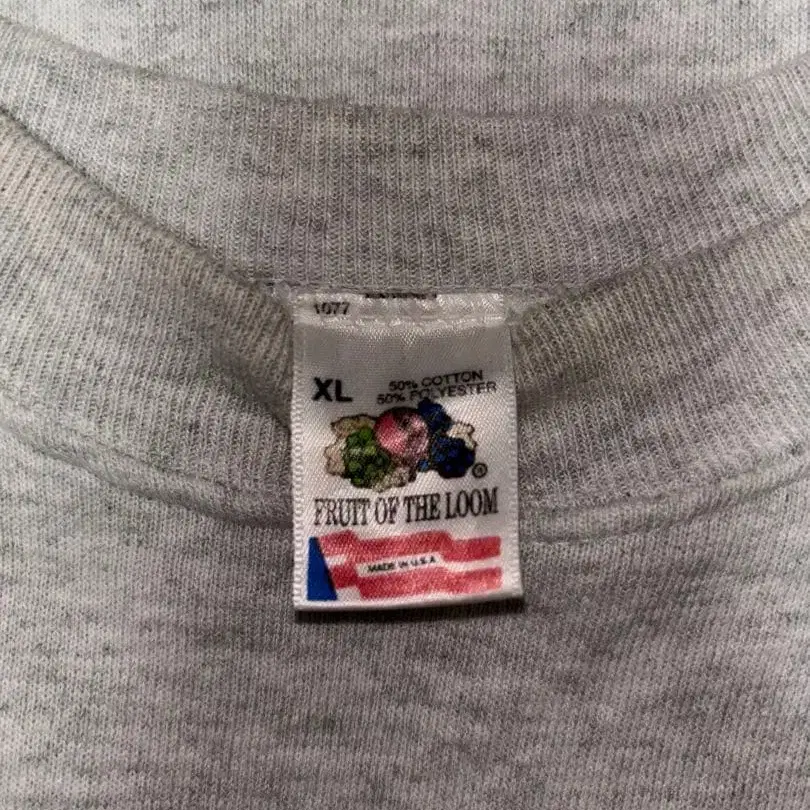 1077
XL
50% COTTON
50% POLYESTER
®
FRUIT OF THE LOOM
MADE IN U.S.A